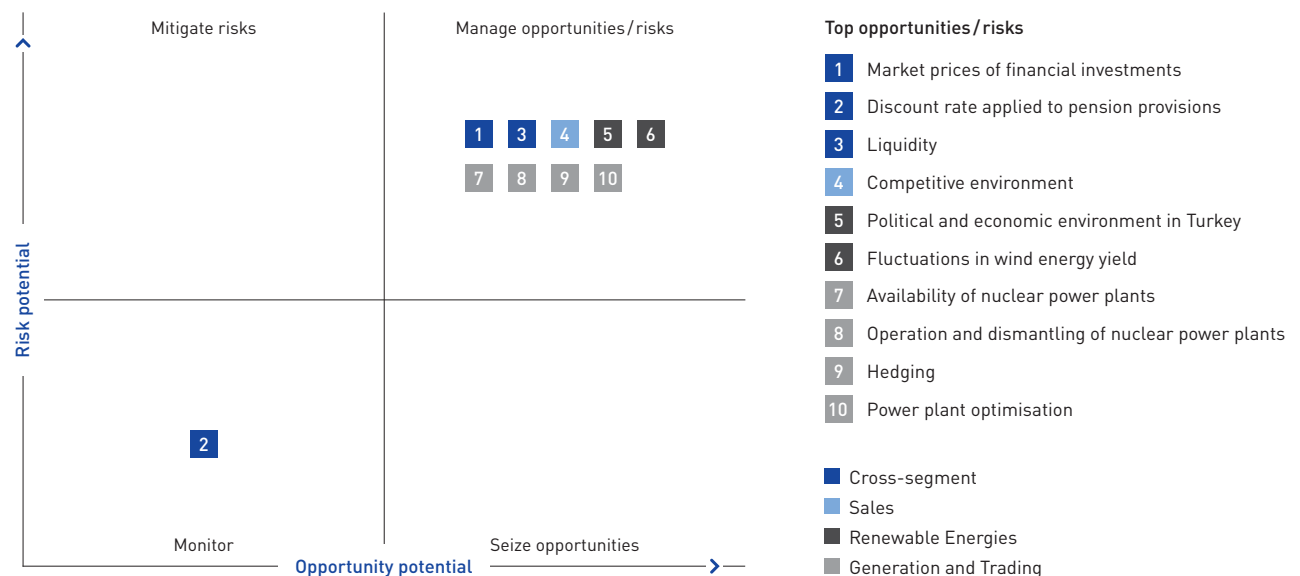 Mitigate risks
Manage opportunities/risks
1
3
4
5
6
7
8
9
10
Risk potential
2
Monitor
Seize opportunities
Opportunity potential
Top opportunities/risks
1 Market prices of financial investments
2 Discount rate applied to pension provisions
3 Liquidity
4 Competitive environment
5 Political and economic environment in Turkey
6 Fluctuations in wind energy yield
7 Availability of nuclear power plants
8 Operation and dismantling of nuclear power plants
9 Hedging
10 Power plant optimisation
Cross-segment
Sales
Renewable Energies
Generation and Trading